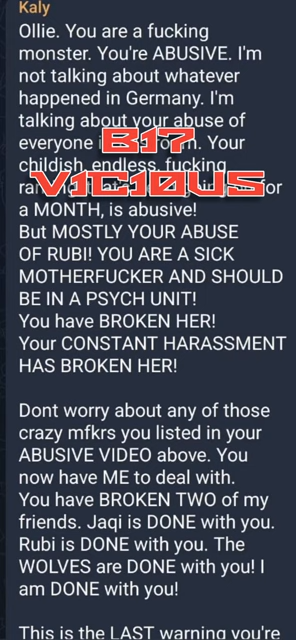 Kaly
Ollie. You are a fucking
monster. You're ABUSIVE. I'm
not talking about whatever
happened in Germany. I'm
talking about your abuse of
everyone Your
B17
childish, endless, fucking
V1C10US
for
a MONTH, is abusive!
But MOSTLY YOUR ABUSE
OF RUBI! YOU ARE A SICK
MOTHERFUCKER AND SHOULD
BE IN A PSYCH UNIT!
You have BROKEN HER!
Your CONSTANT HARASSMENT
HAS BROKEN HER!
Dont worry about any of those
crazy mfkrs you listed in your
ABUSIVE VIDEO above. You
now have ME to deal with.
You have BROKEN TWO of my
friends. Jaqi is DONE with you.
Rubi is DONE with you. The
WOLVES are DONE with you! I
am DONE with you!
This is the LAST warning you're